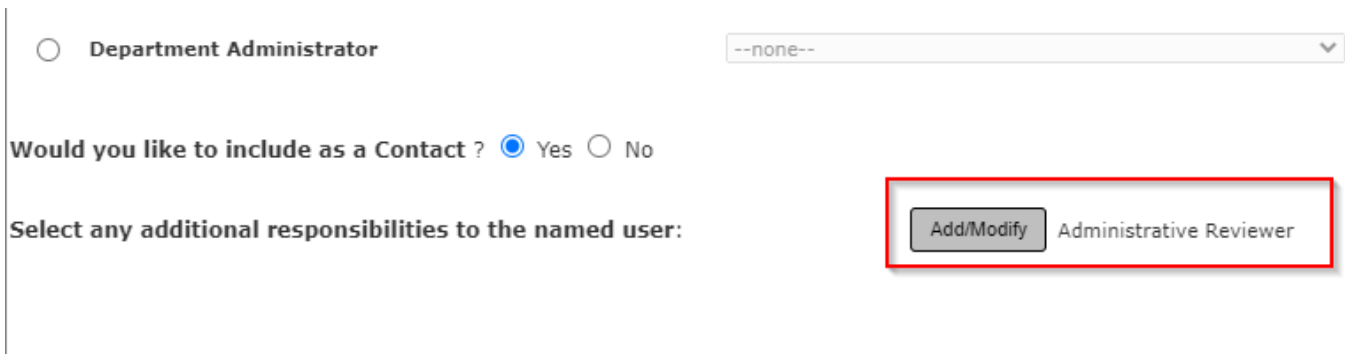 Department Administrator --none--
Would you like to include as a Contact ? Yes No
Select any additional responsibilities to the named user: Add/Modify Administrative Reviewer